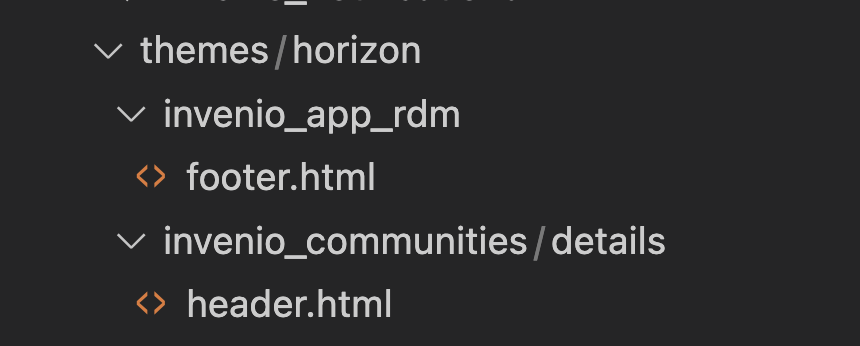 themes/horizon
invenio_app_rdm
<> footer.html
invenio_communities/details
<> header.html